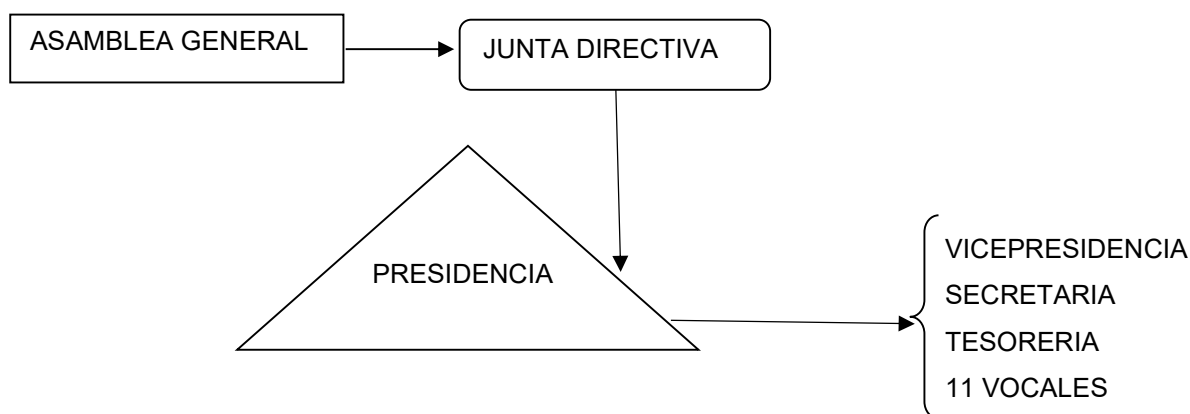 ASAMBLEA GENERAL
JUNTA DIRECTIVA
PRESIDENCIA
VICEPRESIDENCIA
SECRETARIA
TESORERIA
11 VOCALES